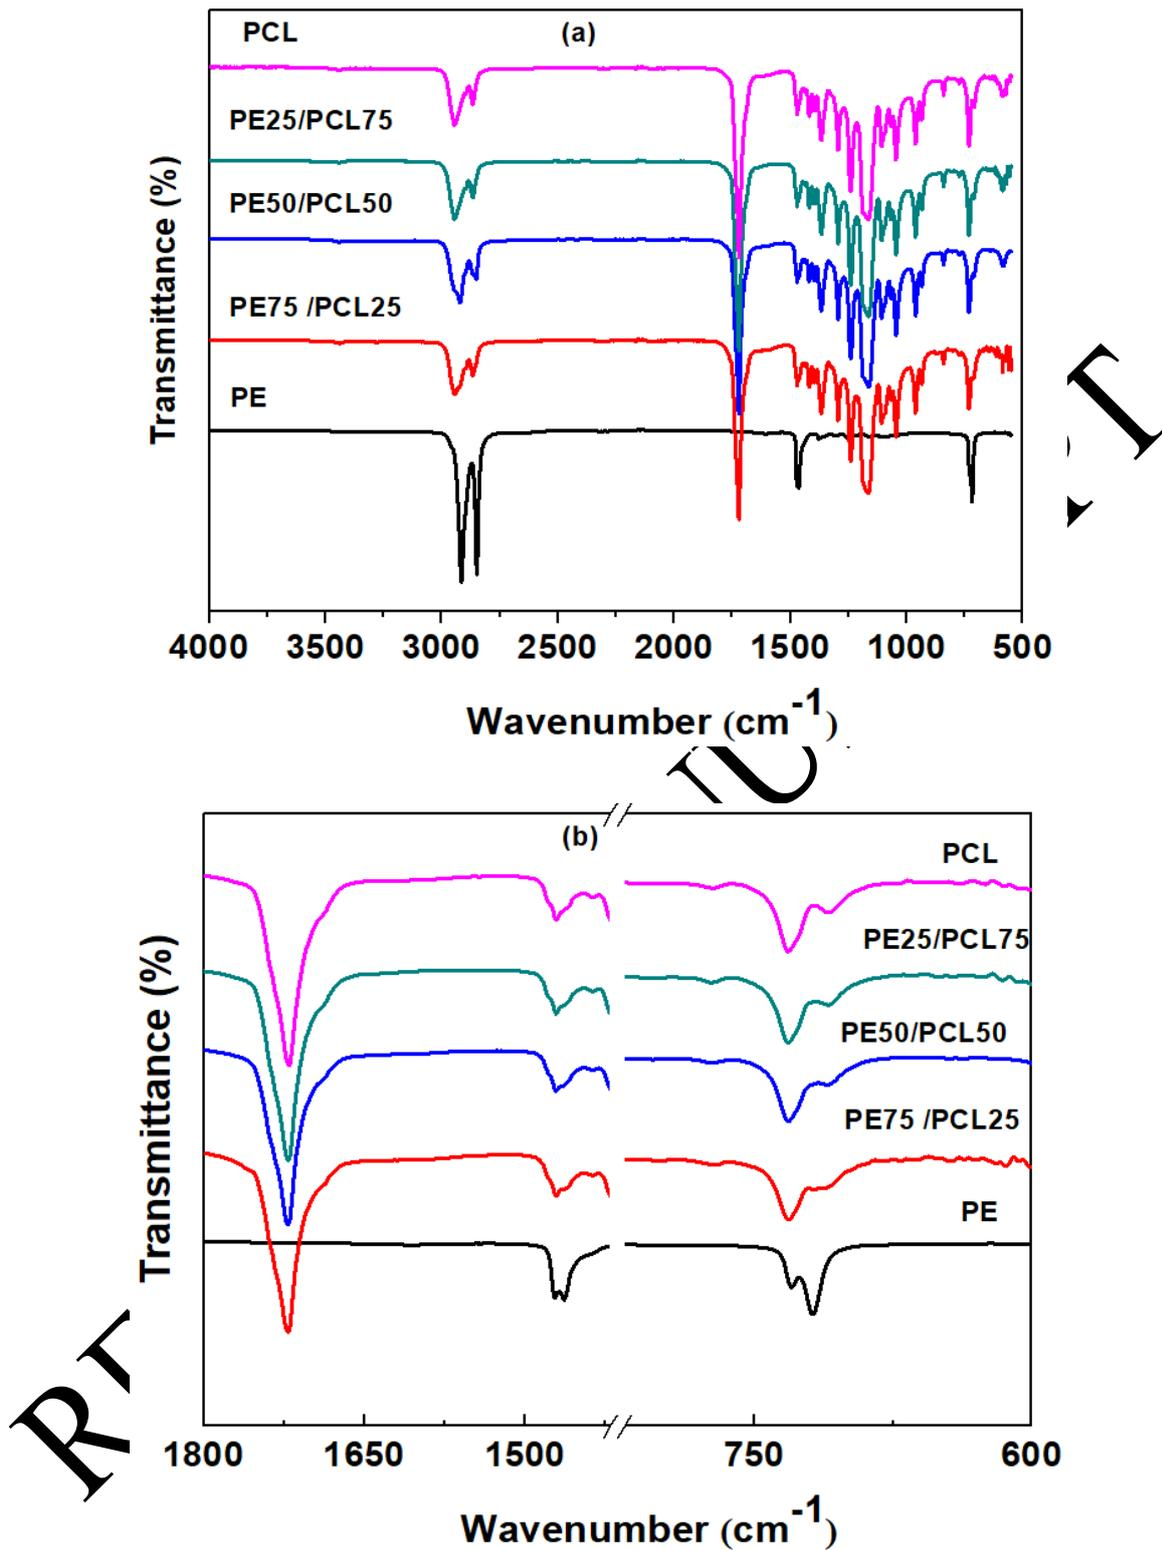 PCL
(a)
PE25/PCL75
PE50/PCL50
PE75 /PCL25
PE
Transmittance (%)
4000 3500 3000 2500 2000 1500 1000 500
Wavenumber (cm-1)
(b)
PCL
PE25/PCL75
PE50/PCL50
PE75 /PCL25
PE
Transmittance (%)
1800 1650 1500 750 600
Wavenumber (cm-1)